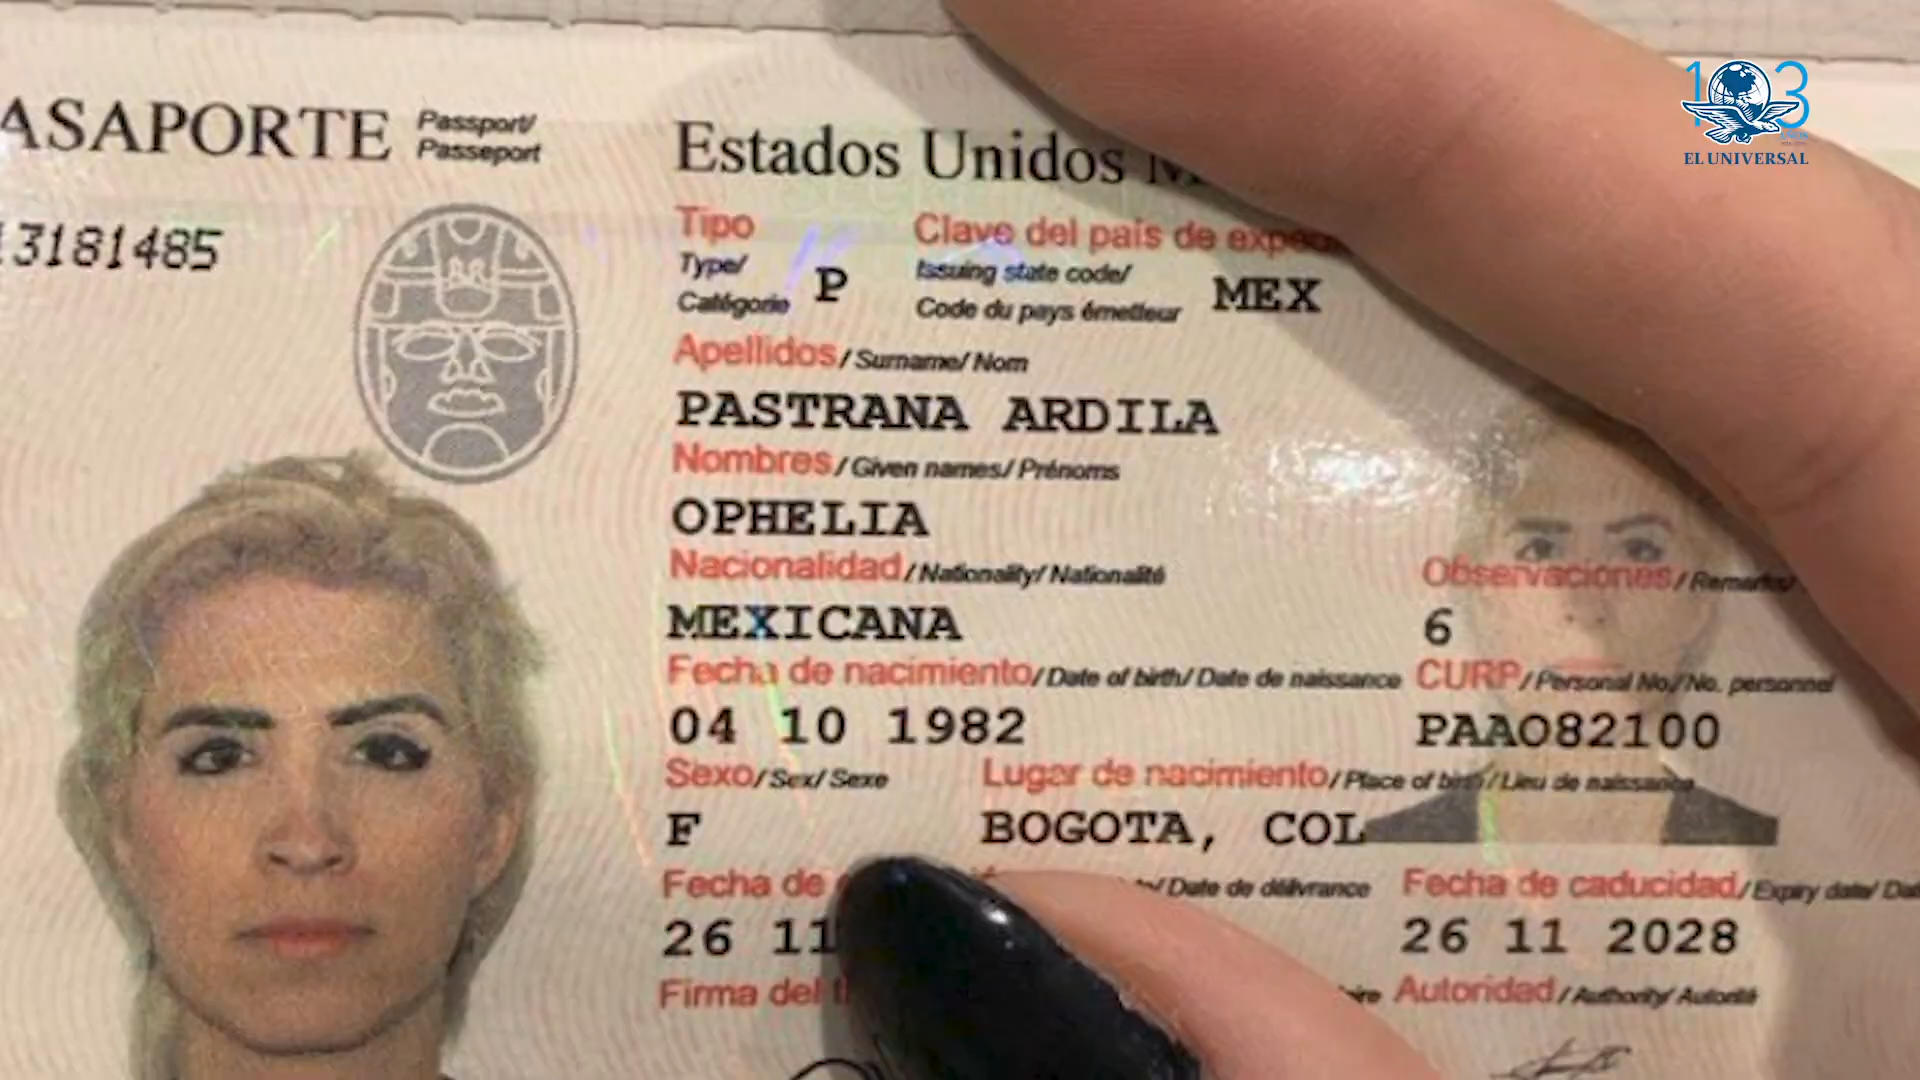 ASAPORTE Passport/ Passeport
Estados Unidos
EL UNIVERSAL
3181485
Tipo
Type/
Catégorie
P
Clave del país de
Issuing state code/
Code du pays émetteur
MEX
Apellidos/Surname/Nom
PASTRANA ARDILA
Nombres/Given names/Prénoms
OPHELIA
Nacionalidad/Nationality/Nationalité
Observaciones/Remarks/
MEXICANA
6
Fecha de nacimiento/Date of birth/Date de naissance
CURP/Personal No./No. personnel
04 10 1982
PAAO82100
Sexo/Sex/Sexe
Lugar de nacimiento/Place of birth/Lieu de naissance
F
BOGOTA, COL
Fecha de
/Date de délivrance
Fecha de caducidad/Expiry date/
26 11
26 11 2028
Firma del
Autoridad/Authority/Autorité